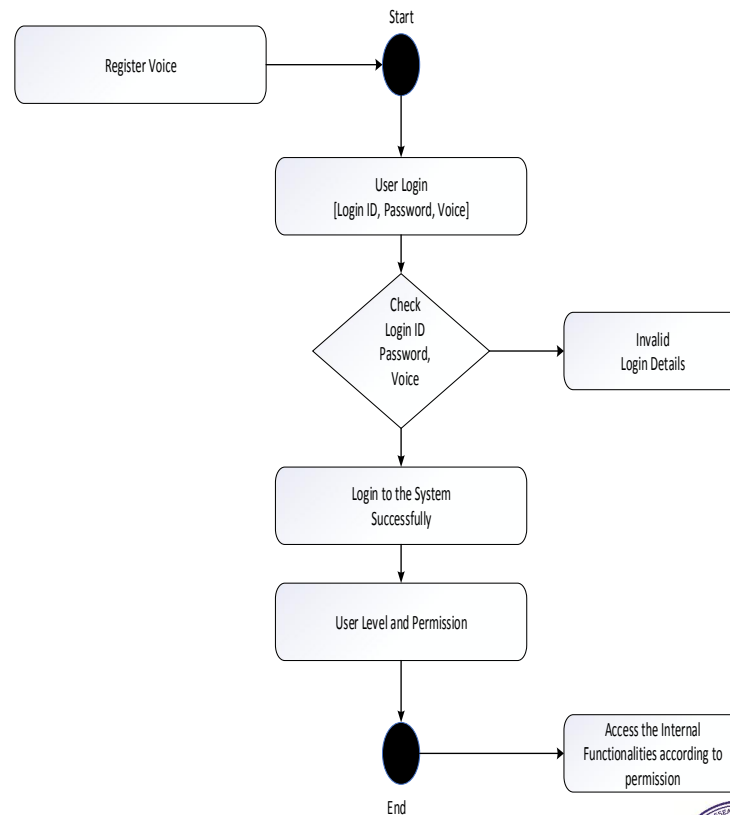 Start
Register Voice
User Login
[Login ID, Password, Voice]
Check
Login ID
Password,
Voice
Invalid
Login Details
Login to the System
Successfully
User Level and Permission
Access the Internal
Functionalities according to
permission
End